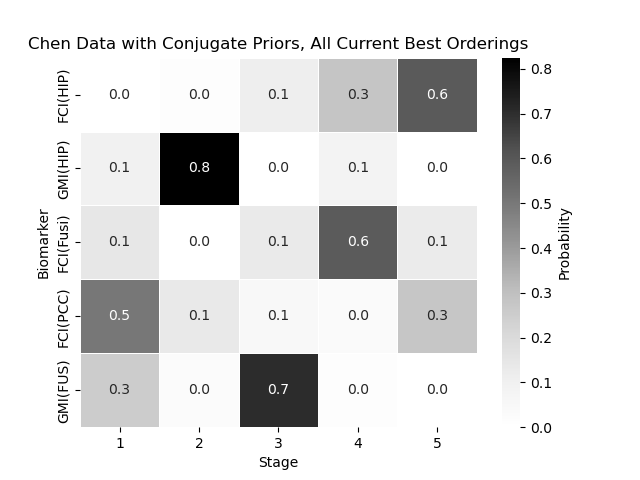 Chen Data with Conjugate Priors, All Current Best Orderings
Biomarker
FCI(HIP) 0.0 0.0 0.1 0.3 0.6
GMI(HIP) 0.1 0.8 0.0 0.1 0.0
FCI(Fusi) 0.1 0.0 0.1 0.6 0.1
FCI(PCC) 0.5 0.1 0.1 0.0 0.3
GMI(FUS) 0.3 0.0 0.7 0.0 0.0
1 2 3 4 5
Stage
0.8
0.7
0.6
0.5
0.4
0.3
0.2
0.1
0.0
Probability